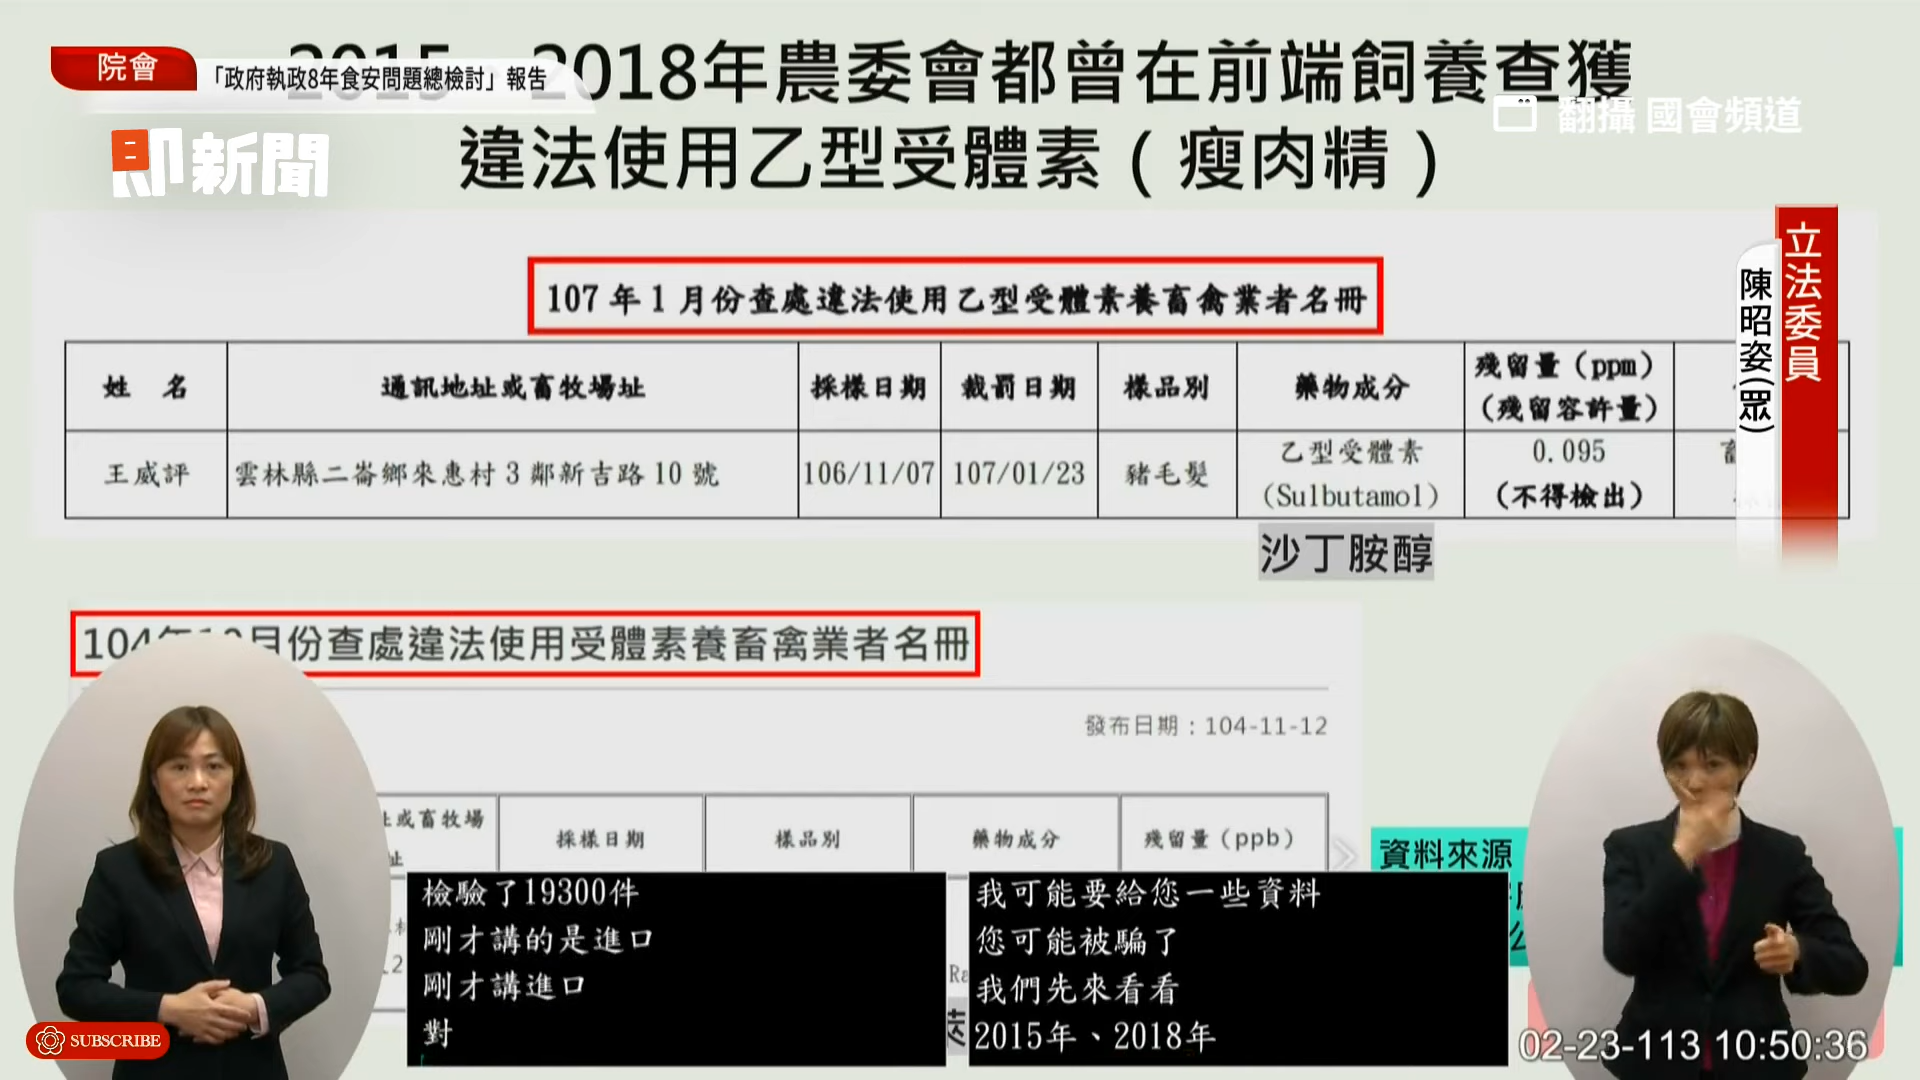 院會
「政府執政8年食安問題總檢討」報告
2015、2018年農委會都曾在前端飼養查獲
違法使用乙型受體素（瘦肉精）
即新聞
翻攝 國會頻道
立法委員
陳昭姿(眾)
107年1月份查處違法使用乙型受體素養畜禽業者名冊
姓 名
通訊地址或畜牧場址
採樣日期
裁罰日期
樣品別
藥物成分
殘留量（ppm）
（殘留容許量）
王威評
雲林縣二崙鄉來惠村3鄰新吉路10號
106/11/07
107/01/23
豬毛髮
乙型受體素
（Sulbutamol）
0.095
（不得檢出）
沙丁胺醇
月份查處違法使用受體素養畜禽業者名冊
發布日期：104-11-12
或畜牧場
址
採樣日期
樣品別
藥物成分
殘留量（ppb）
資料來源
檢驗了19300件
剛才講的是進口
剛才講進口
對
我可能要給您一些資料
您可能被騙了
我們先來看看
2015年、2018年
SUBSCRIBE
02-23-113 10:50:36